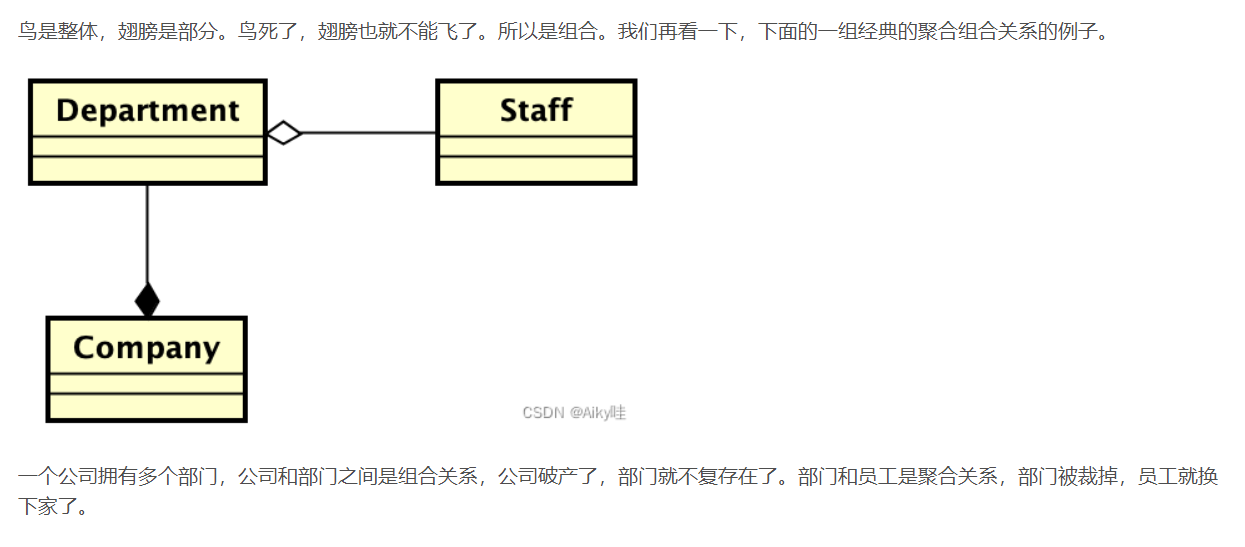 鸟是整体，翅膀是部分。鸟死了，翅膀也就不能飞了。所以是组合。我们再看一下，下面的一组经典的聚合组合关系的例子。
Department
Staff
Company
CSDN @Aiky哇
一个公司拥有多个部门，公司和部门之间是组合关系，公司破产了，部门就不复存在了。部门和员工是聚合关系，部门被裁掉，员工就换
下家了。